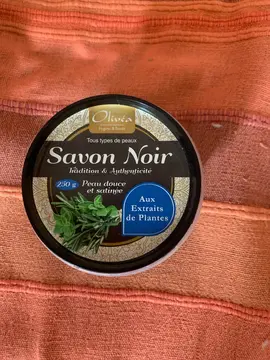 Olivéa
Tous types de peaux
Savon Noir
Tradition & Authenticité
250 g
Peau douce
et satinée
Aux
Extraits
de Plantes